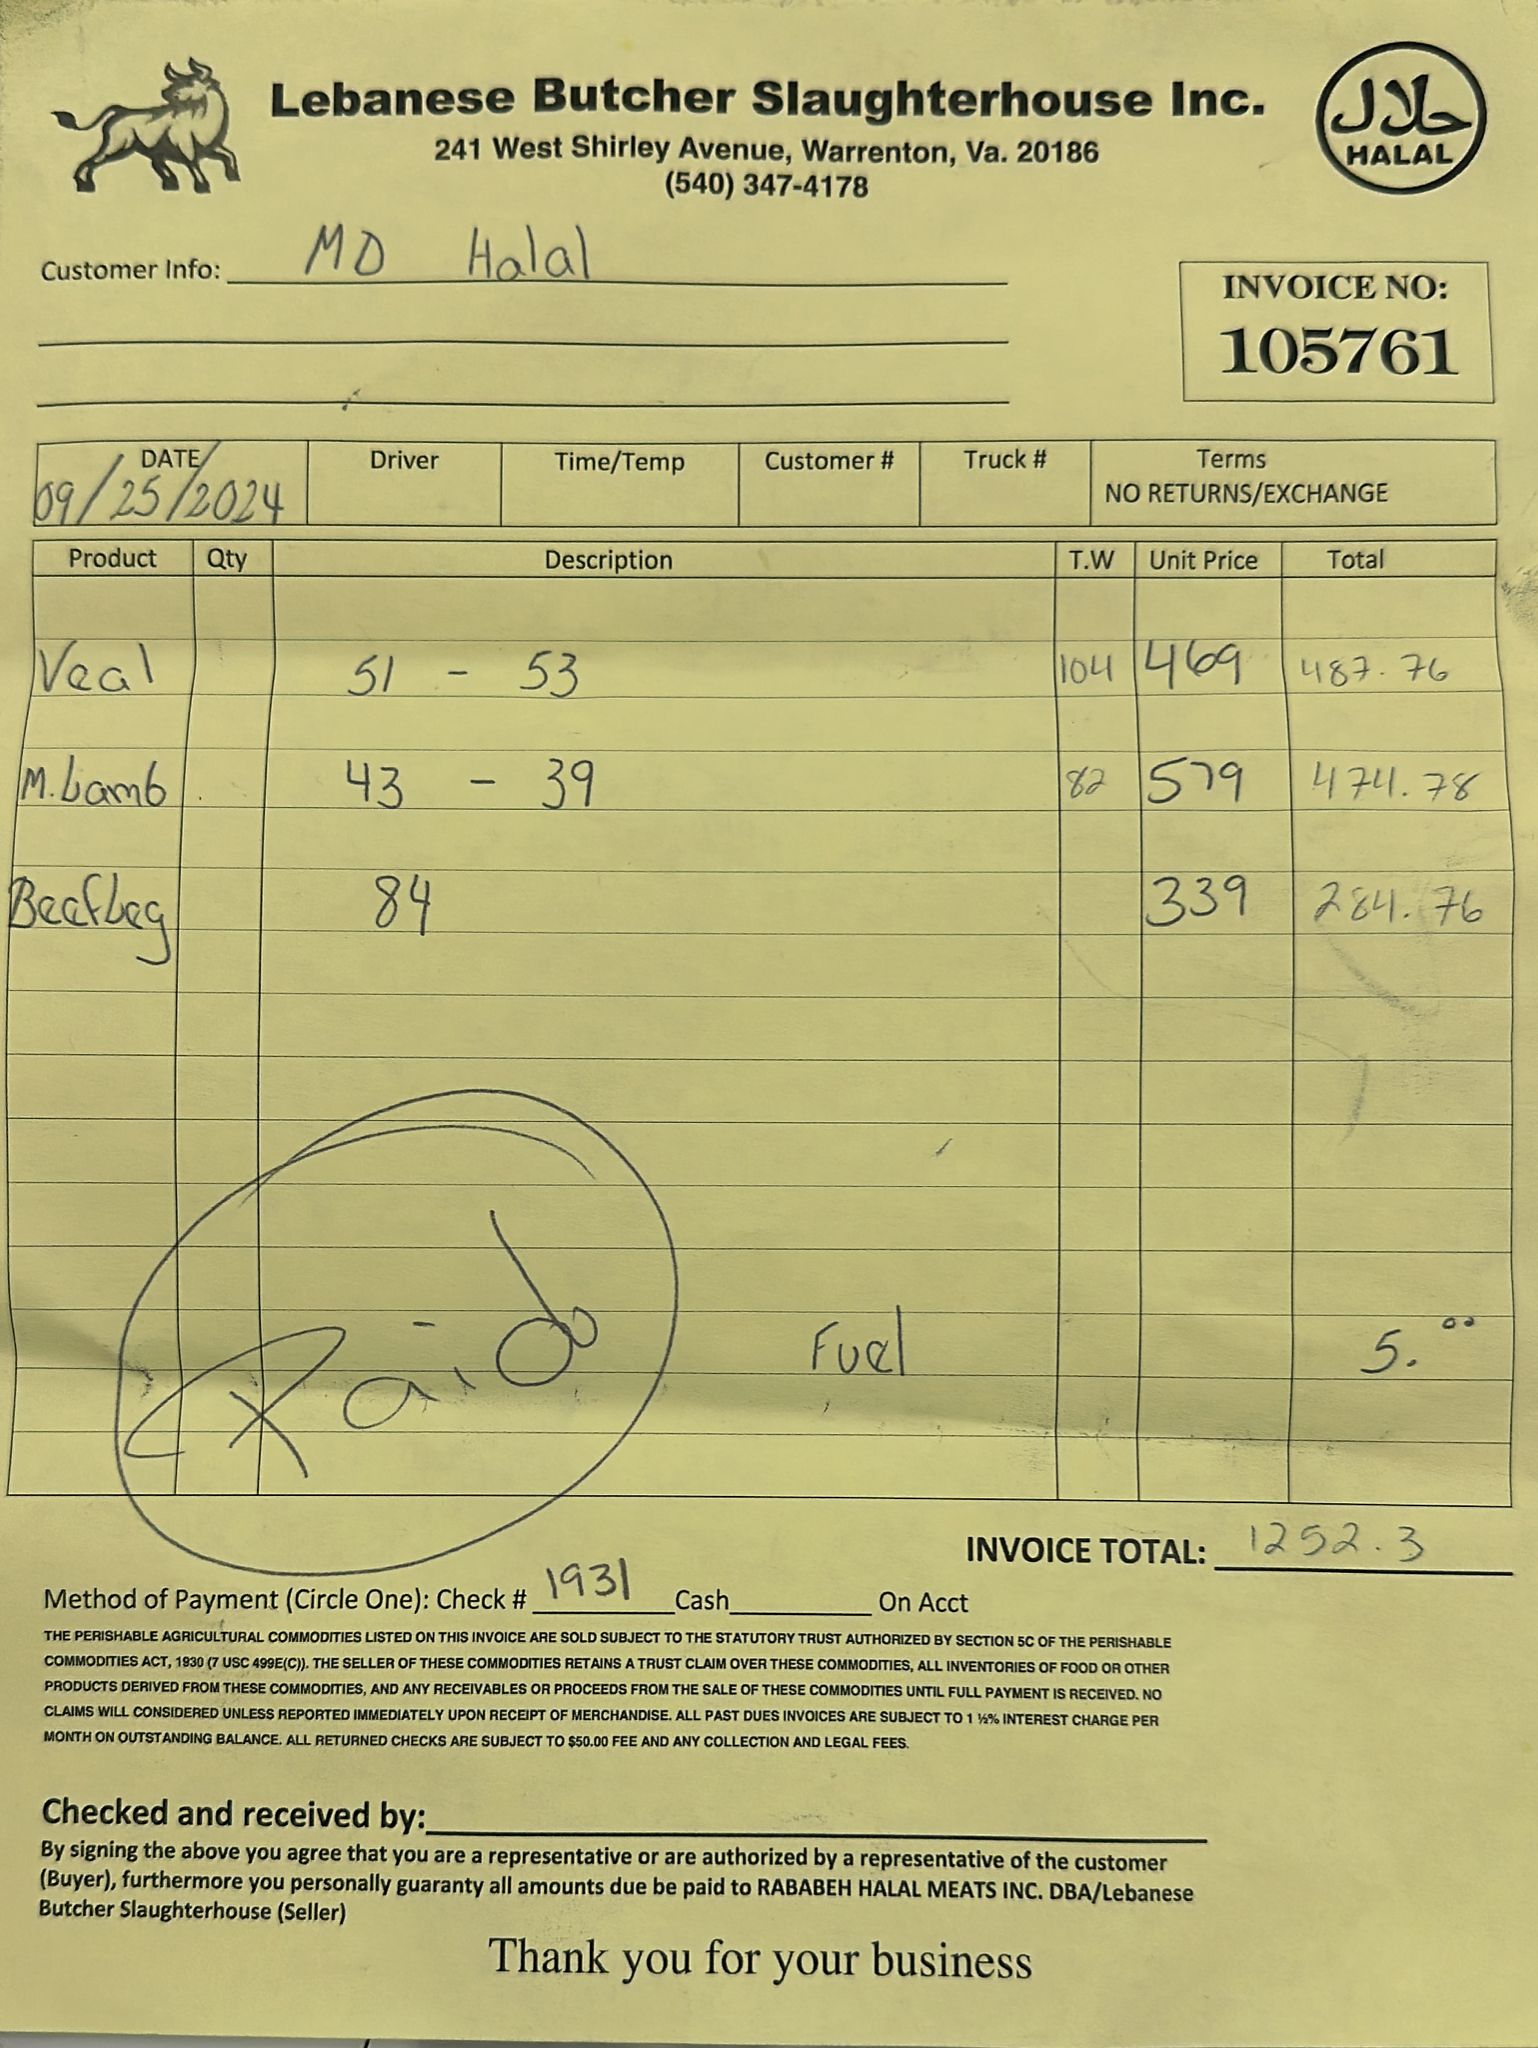 Lebanese Butcher Slaughterhouse Inc.
241 West Shirley Avenue, Warrenton, Va. 20186
(540) 347-4178
حلال
HALAL
Customer Info: MD Halal
INVOICE NO:
105761
DATE Driver Time/Temp Customer # Truck # Terms
09/25/2024 NO RETURNS/EXCHANGE
Product Qty Description T.W Unit Price Total
Veal 51 - 53 104 469 487.76
M.Lamb 43 - 39 82 579 474.78
BeefLeg 84 339 284.76
Paid
Fuel 5.00
INVOICE TOTAL: 1252.3
Method of Payment (Circle One): Check # 1931 Cash On Acct
THE PERISHABLE AGRICULTURAL COMMODITIES LISTED ON THIS INVOICE ARE SOLD SUBJECT TO THE STATUTORY TRUST AUTHORIZED BY SECTION 5C OF THE PERISHABLE
COMMODITIES ACT, 1930 (7 USC 499E(C)). THE SELLER OF THESE COMMODITIES RETAINS A TRUST CLAIM OVER THESE COMMODITIES, ALL INVENTORIES OF FOOD OR OTHER
PRODUCTS DERIVED FROM THESE COMMODITIES, AND ANY RECEIVABLES OR PROCEEDS FROM THE SALE OF THESE COMMODITIES UNTIL FULL PAYMENT IS RECEIVED. NO
CLAIMS WILL CONSIDERED UNLESS REPORTED IMMEDIATELY UPON RECEIPT OF MERCHANDISE. ALL PAST DUES INVOICES ARE SUBJECT TO 1 ½% INTEREST CHARGE PER
MONTH ON OUTSTANDING BALANCE. ALL RETURNED CHECKS ARE SUBJECT TO $50.00 FEE AND ANY COLLECTION AND LEGAL FEES.
Checked and received by:
By signing the above you agree that you are a representative or are authorized by a representative of the customer
(Buyer), furthermore you personally guaranty all amounts due be paid to RABABEH HALAL MEATS INC. DBA/Lebanese
Butcher Slaughterhouse (Seller)
Thank you for your business